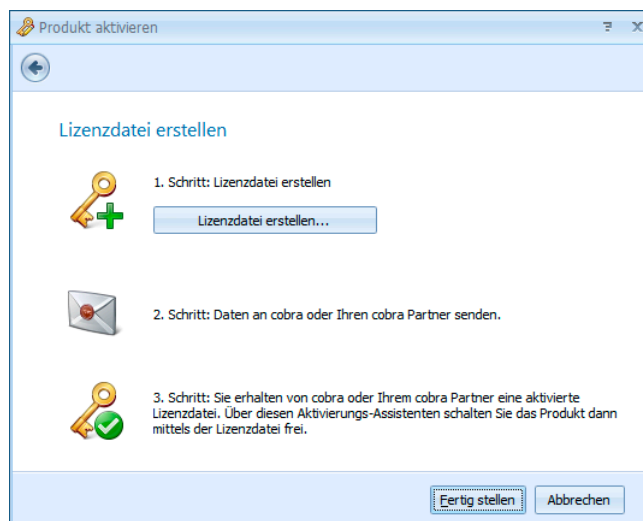 Produkt aktivieren
Lizenzdatei erstellen
1. Schritt: Lizenzdatei erstellen
Lizenzdatei erstellen...
2. Schritt: Daten an cobra oder Ihren cobra Partner senden.
3. Schritt: Sie erhalten von cobra oder Ihrem cobra Partner eine aktivierte
Lizenzdatei. Über diesen Aktivierungs-Assistenten schalten Sie das Produkt dann
mittels der Lizenzdatei frei.
Fertig stellen Abbrechen